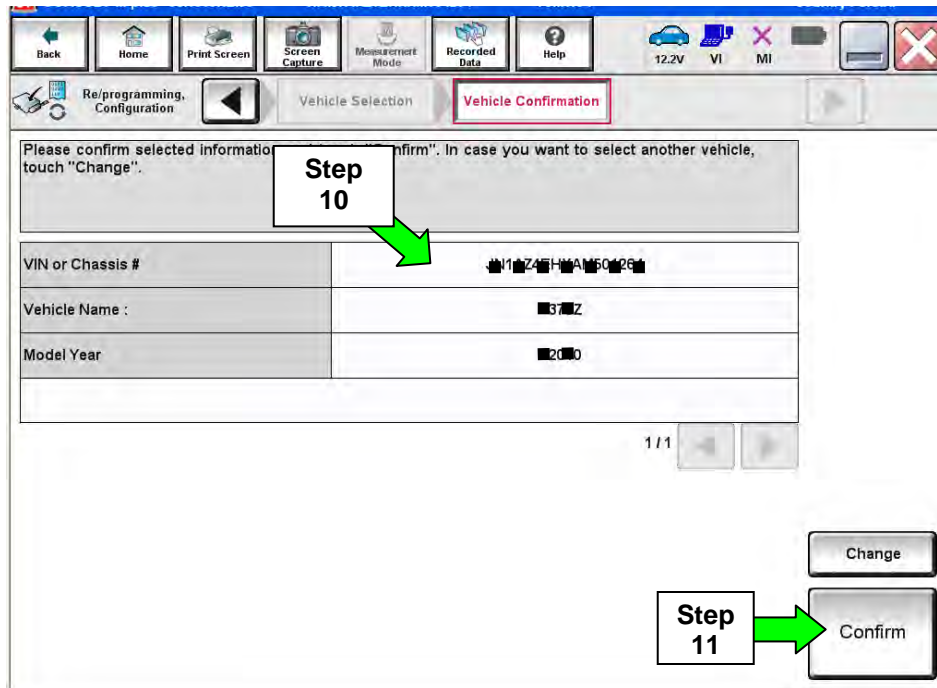 Back
Home
Print Screen
Screen
Capture
Measurement
Mode
Recorded
Data
Help
12.2V
VI
MI
Re/programming,
Configuration
Vehicle Selection
Vehicle Confirmation
Please confirm selected information "Confirm". In case you want to select another vehicle,
touch "Change".
Step
10
VIN or Chassis #
Vehicle Name :
Model Year
1/1
Change
Step
11
Confirm